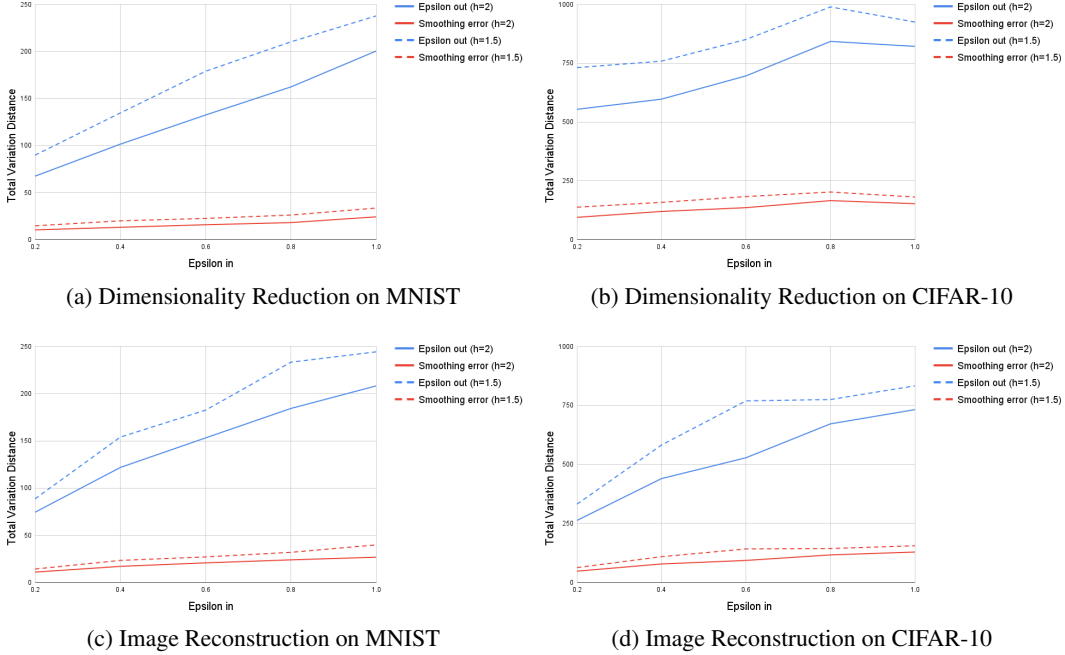 250
200
150
100
50
0
Total Variation Distance
0.2 0.4 0.6 0.8 1.0
Epsilon in
Epsilon out (h=2)
Smoothing error (h=2)
Epsilon out (h=1.5)
Smoothing error (h=1.5)
(a) Dimensionality Reduction on MNIST
1000
750
500
250
0
Total Variation Distance
0.2 0.4 0.6 0.8 1.0
Epsilon in
Epsilon out (h=2)
Smoothing error (h=2)
Epsilon out (h=1.5)
Smoothing error (h=1.5)
(b) Dimensionality Reduction on CIFAR-10
250
200
150
100
50
0
Total Variation Distance
0.2 0.4 0.6 0.8 1.0
Epsilon in
Epsilon out (h=2)
Smoothing error (h=2)
Epsilon out (h=1.5)
Smoothing error (h=1.5)
(c) Image Reconstruction on MNIST
1000
750
500
250
0
Total Variation Distance
0.2 0.4 0.6 0.8 1.0
Epsilon in
Epsilon out (h=2)
Smoothing error (h=2)
Epsilon out (h=1.5)
Smoothing error (h=1.5)
(d) Image Reconstruction on CIFAR-10